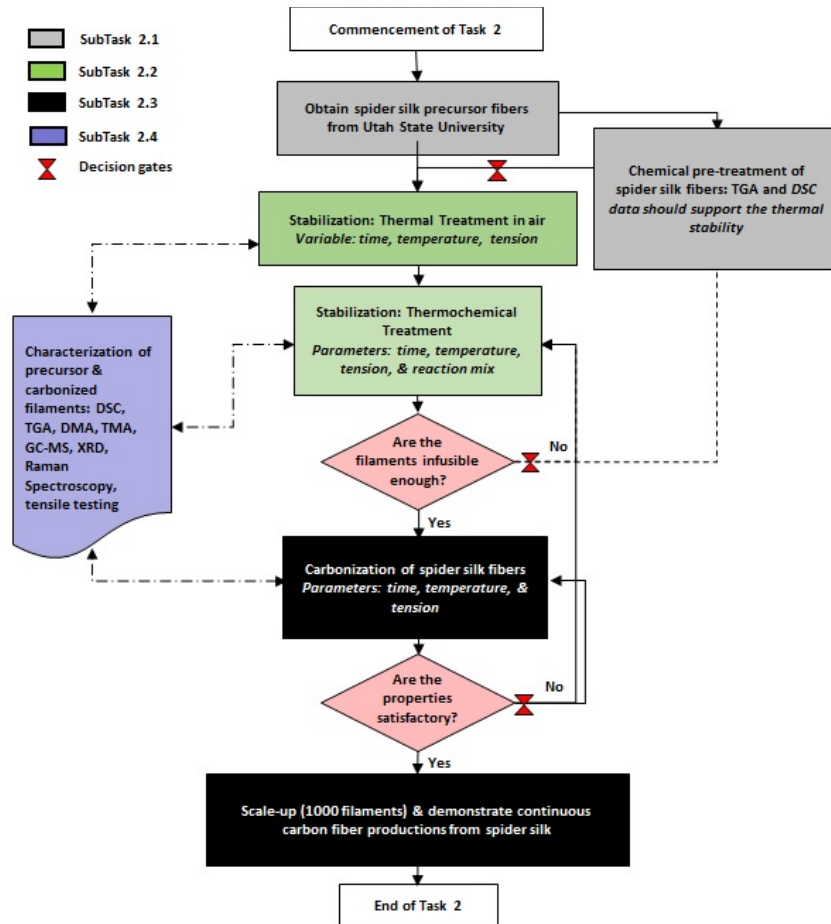 SubTask 2.1
SubTask 2.2
SubTask 2.3
SubTask 2.4
Decision gates
Commencement of Task 2
Obtain spider silk precursor fibers
from Utah State University
Chemical pre-treatment of
spider silk fibers: TGA and DSC
data should support the thermal
stability
Stabilization: Thermal Treatment in air
Variable: time, temperature, tension
Stabilization: Thermochemical
Treatment
Parameters: time, temperature,
tension, & reaction mix
Characterization of
precursor &
carbonized
filaments: DSC,
TGA, DMA, TMA,
GC-MS, XRD,
Raman
Spectroscopy,
tensile testing
Are the
filaments infusible
enough?
No
Yes
Carbonization of spider silk fibers
Parameters: time, temperature, &
tension
Are the
properties
satisfactory?
No
Yes
Scale-up (1000 filaments) & demonstrate continuous
carbon fiber productions from spider silk
End of Task 2